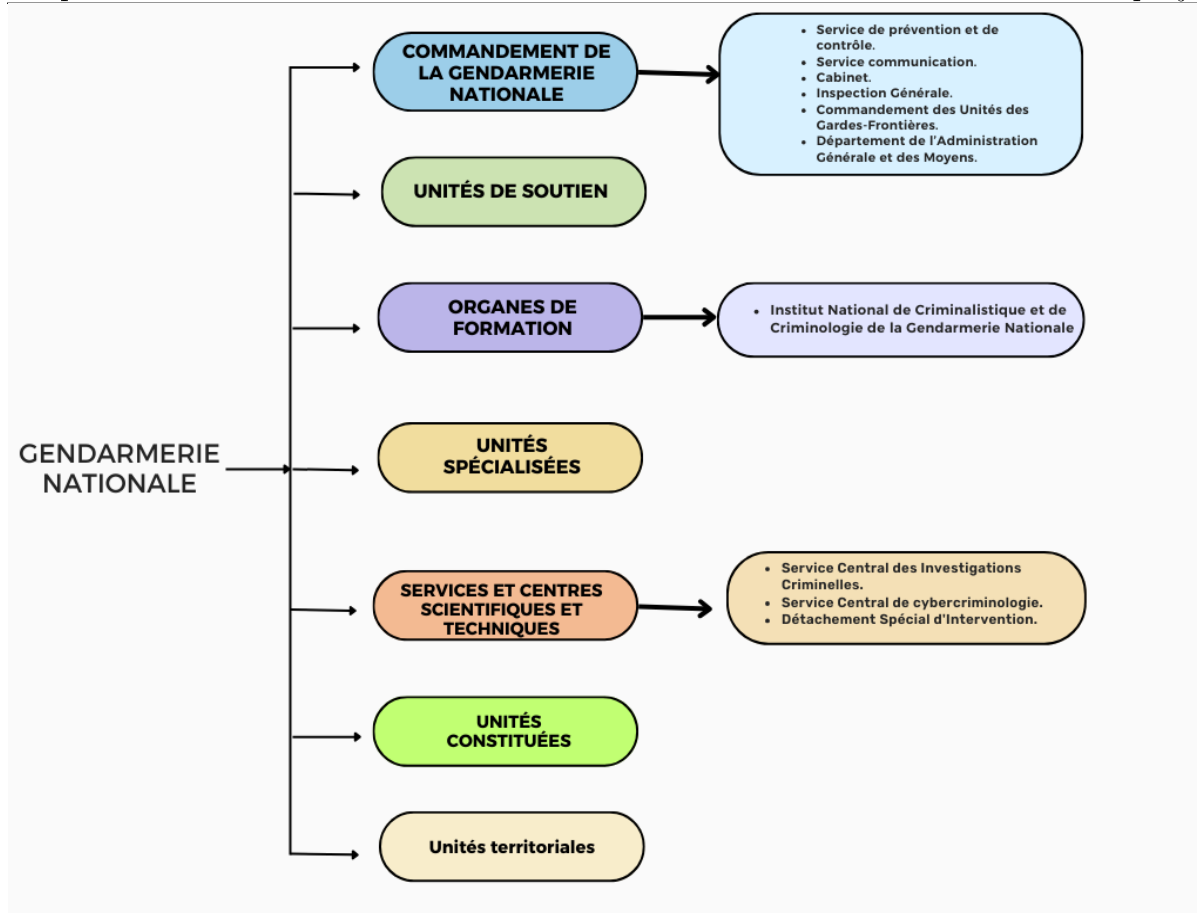 COMMANDEMENT DE
LA GENDARMERIE
NATIONALE
• Service de prévention et de
contrôle.
• Service communication.
• Cabinet.
• Inspection Générale.
• Commandement des Unités des
Gardes-Frontières.
• Département de l'Administration
Générale et des Moyens.
UNITÉS DE SOUTIEN
ORGANES DE
FORMATION
• Institut National de Criminalistique et de
Criminologie de la Gendarmerie Nationale
GENDARMERIE
NATIONALE
UNITÉS
SPÉCIALISÉES
SERVICES ET CENTRES
SCIENTIFIQUES ET
TECHNIQUES
• Service Central des Investigations
Criminelles.
• Service Central de cybercriminologie.
• Détachement Spécial d'Intervention.
UNITÉS
CONSTITUÉES
Unités territoriales